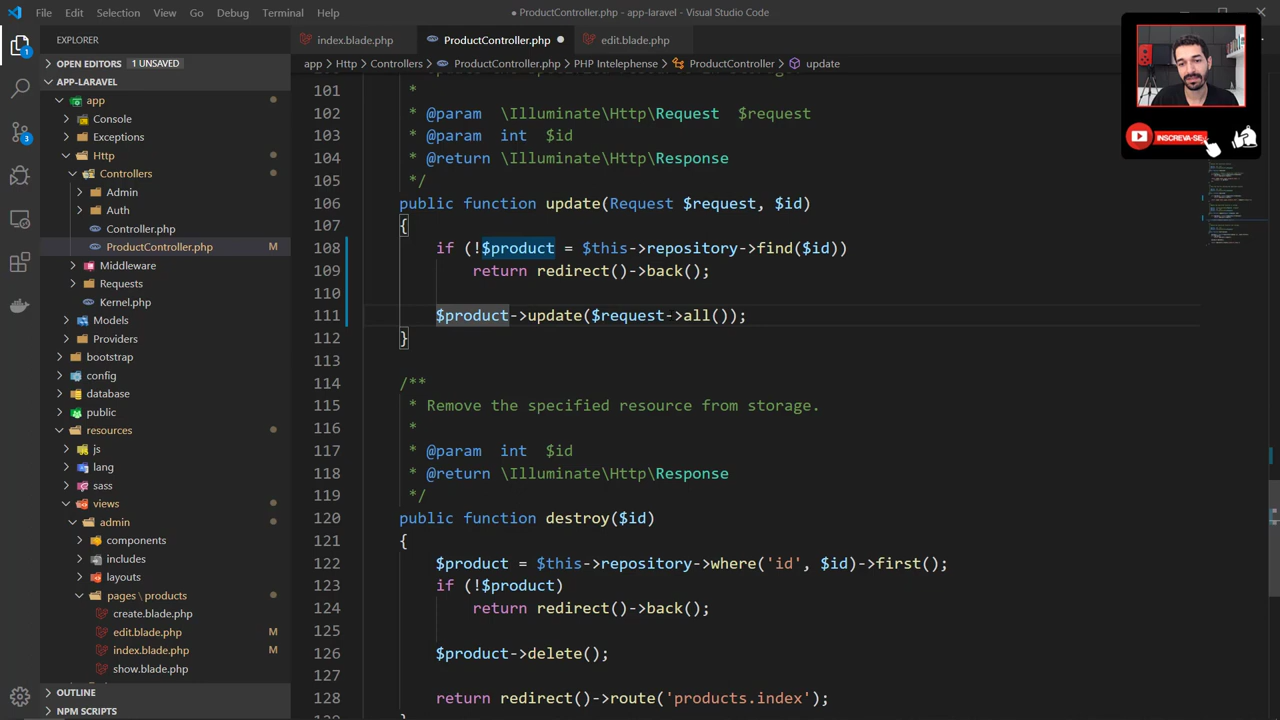 File Edit Selection View Go Debug Terminal Help
● ProductController.php - app-laravel - Visual Studio Code
EXPLORER
OPEN EDITORS 1 UNSAVED
APP-LARAVEL
app
Console
Exceptions
Http
Controllers
Admin
Auth
Controller.php
ProductController.php M
Middleware
Requests
Kernel.php
Models
Providers
bootstrap
config
database
public
resources
js
lang
sass
views
admin
components
includes
layouts
pages \ products
create.blade.php
edit.blade.php M
index.blade.php M
show.blade.php
OUTLINE
NPM SCRIPTS
1
3
index.blade.php ProductController.php ● edit.blade.php
app > Http > Controllers > ProductController.php > PHP Intelephense > ProductController > update
101 *
102 * @param  \Illuminate\Http\Request  $request
103 * @param  int  $id
104 * @return \Illuminate\Http\Response
105 */
106 public function update(Request $request, $id)
107 {
108 if (!$product = $this->repository->find($id))
109 return redirect()->back();
110
111 $product->update($request->all());
112 }
113
114 /**
115 * Remove the specified resource from storage.
116 *
117 * @param  int  $id
118 * @return \Illuminate\Http\Response
119 */
120 public function destroy($id)
121 {
122 $product = $this->repository->where('id', $id)->first();
123 if (!$product)
124 return redirect()->back();
125
126 $product->delete();
127
128 return redirect()->route('products.index');
INSCREVA-SE